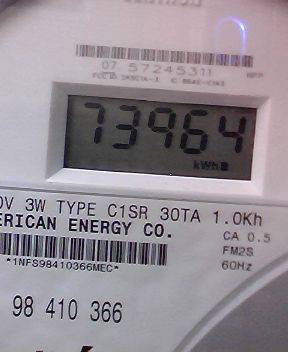 07 57245311
73964
kWh
0V 3W TYPE C1SR 30TA 1.0Kh
ERICAN ENERGY CO.
CA 0.5
FM2S
60Hz
*1NFS98410366MEC*
98 410 366